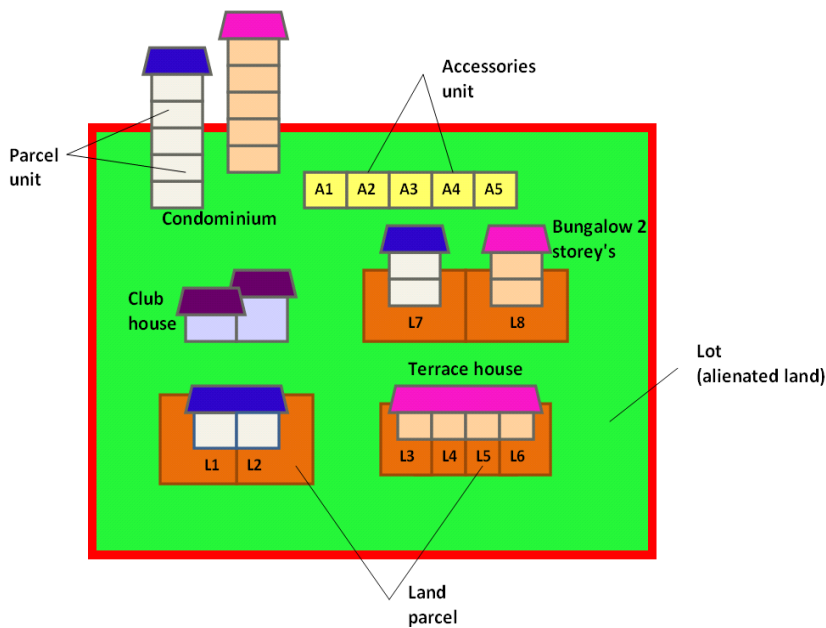 Accessories
unit
Parcel
unit
A1 A2 A3 A4 A5
Condominium
Bungalow 2
storey's
Club
house
L7 L8
Lot
(alienated land)
Terrace house
L3 L4 L5 L6
L1 L2
Land
parcel